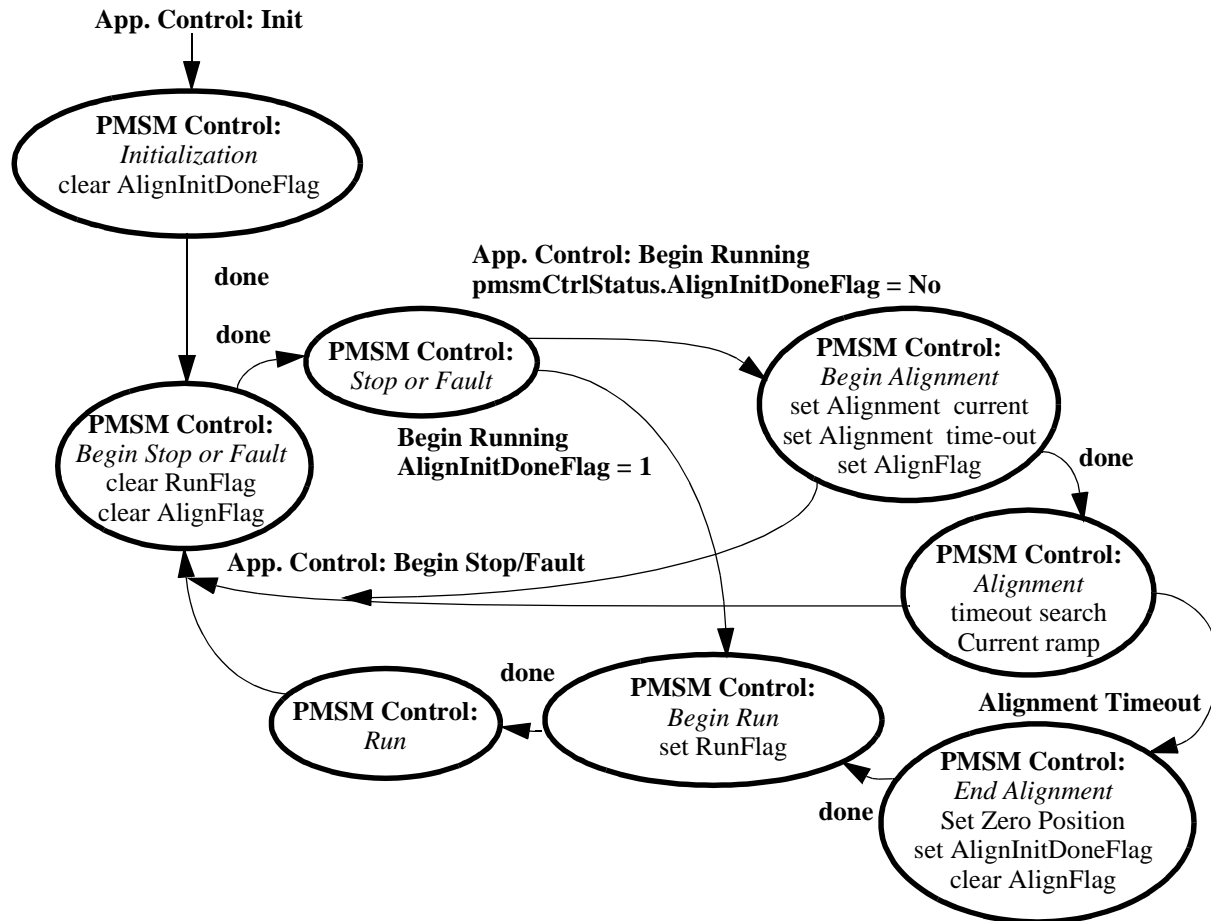 App. Control: Init
PMSM Control:
Initialization
clear AlignInitDoneFlag
done
App. Control: Begin Running
pmsmCtrlStatus.AlignInitDoneFlag = No
done
PMSM Control:
Stop or Fault
PMSM Control:
Begin Alignment
set Alignment current
set Alignment time-out
set AlignFlag
PMSM Control:
Begin Stop or Fault
clear RunFlag
clear AlignFlag
Begin Running
AlignInitDoneFlag = 1
done
App. Control: Begin Stop/Fault
PMSM Control:
Alignment
timeout search
Current ramp
done
PMSM Control:
Run
PMSM Control:
Begin Run
set RunFlag
Alignment Timeout
done
PMSM Control:
End Alignment
Set Zero Position
set AlignInitDoneFlag
clear AlignFlag